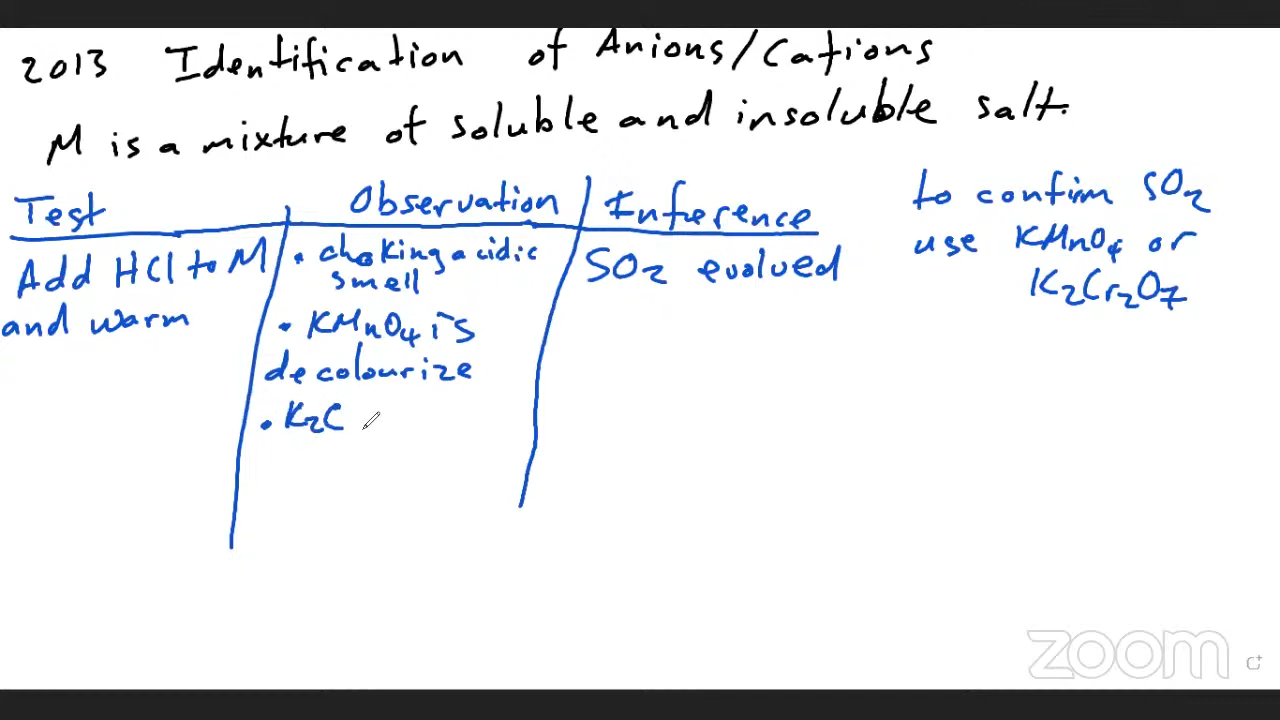 2013 Identification of Anions/Cations
M is a mixture of soluble and insoluble salt.
Test
Observation
Inference
Add HCl to M
and warm
• choking acidic
smell
• KMnO4 is
decolourize
• K2C
SO2 evolued
to confirm SO2
use KMnO4 or
K2Cr2O7
zoom